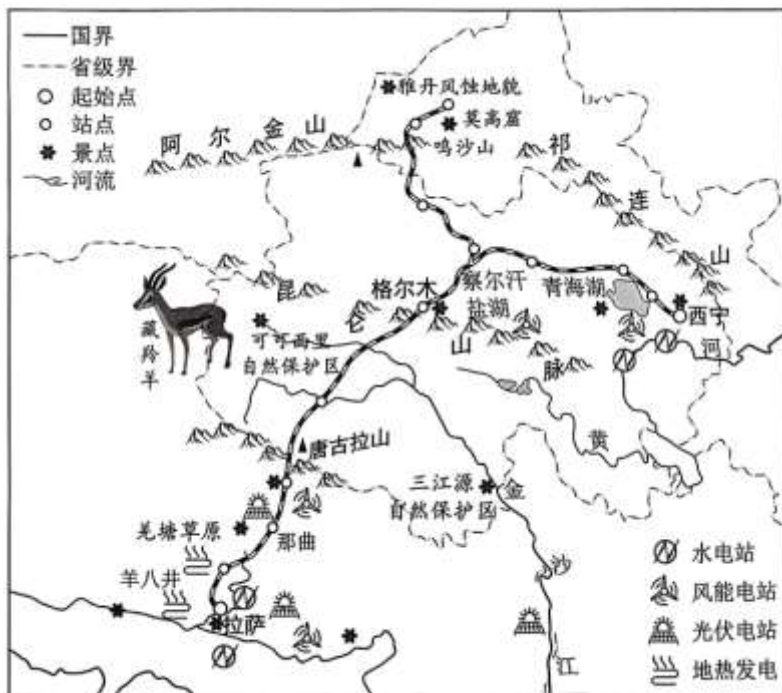 国界
省级界
起始点
站点
景点
河流
雅丹风蚀地貌
莫高窟
鸣沙山
阿尔金山
祁连山
昆仑山脉
格尔木
察尔汗
盐湖
青海湖
西宁
黄河
藏羚羊
可可西里
自然保护区
唐古拉山
三江源
自然保护区
金沙江
羌塘草原
那曲
羊八井
拉萨
水电站
风能电站
光伏电站
地热发电